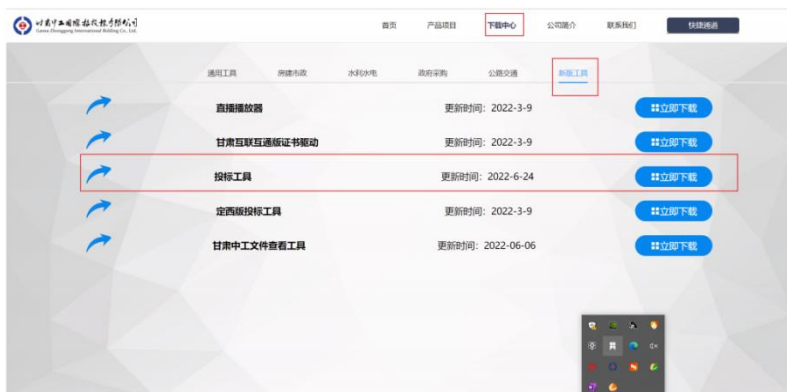 甘肃中工国际招投标有限公司
Gansu Zhonggong International Bidding Co., Ltd.
首页 产品项目 下载中心 公司简介 联系我们 快捷通道
通用工具 房建市政 水利水电 政府采购 公路交通 新版工具
直播播放器 更新时间：2022-3-9 立即下载
甘肃互联互通版证书驱动 更新时间：2022-3-9 立即下载
投标工具 更新时间：2022-6-24 立即下载
定西版投标工具 更新时间：2022-3-9 立即下载
甘肃中工文件查看工具 更新时间：2022-06-06 立即下载